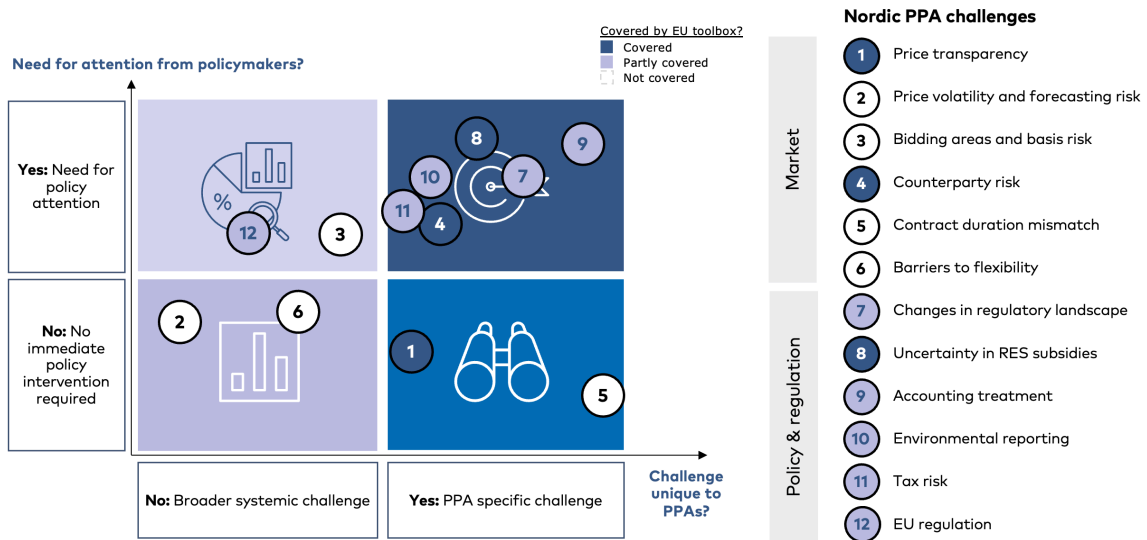 Nordic PPA challenges
Covered by EU toolbox?
Covered
Partly covered
Not covered
Need for attention from policymakers?
Yes: Need for
policy
attention
No: No
immediate
policy
intervention
required
%
12
3
8
9
10
7
11
4
2
6
1
5
No: Broader systemic challenge
Yes: PPA specific challenge
Challenge
unique to
PPAs?
Market
Policy & regulation
1 Price transparency
2 Price volatility and forecasting risk
3 Bidding areas and basis risk
4 Counterparty risk
5 Contract duration mismatch
6 Barriers to flexibility
7 Changes in regulatory landscape
8 Uncertainty in RES subsidies
9 Accounting treatment
10 Environmental reporting
11 Tax risk
12 EU regulation